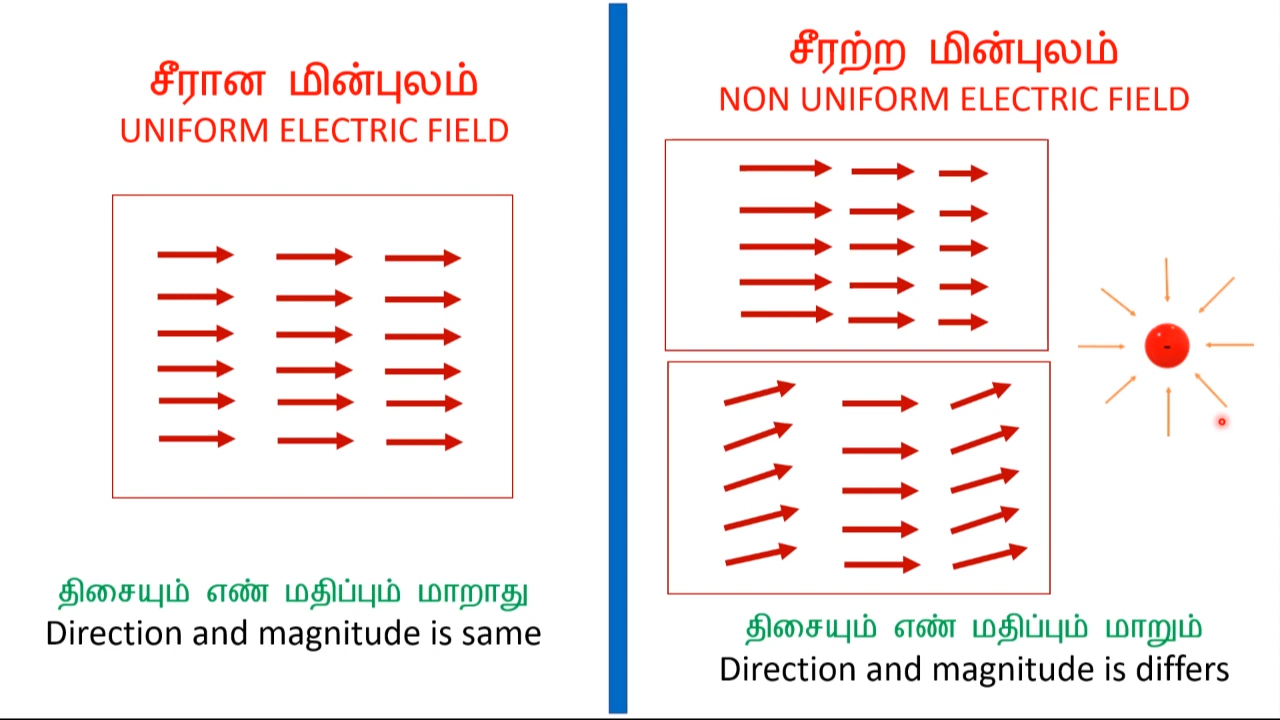 சீரான மின்புலம்
UNIFORM ELECTRIC FIELD
திசையும் எண் மதிப்பும் மாறாது
Direction and magnitude is same
சீரற்ற மின்புலம்
NON UNIFORM ELECTRIC FIELD
-
திசையும் எண் மதிப்பும் மாறும்
Direction and magnitude is differs